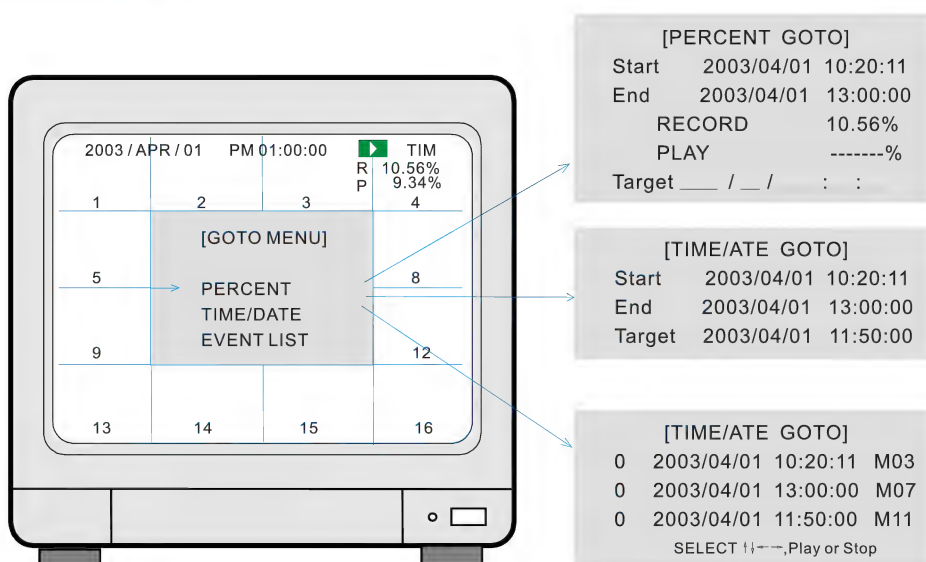 2003 / APR / 01 PM 01:00:00 TIM
R 10.56%
P 9.34%
1 2 3 4
[GOTO MENU]
5 8
PERCENT
TIME/DATE
EVENT LIST
9 12
13 14 15 16
[PERCENT GOTO]
Start 2003/04/01 10:20:11
End 2003/04/01 13:00:00
RECORD 10.56%
PLAY -------%
Target ___ / __ / : :
[TIME/ATE GOTO]
Start 2003/04/01 10:20:11
End 2003/04/01 13:00:00
Target 2003/04/01 11:50:00
[TIME/ATE GOTO]
0 2003/04/01 10:20:11 M03
0 2003/04/01 13:00:00 M07
0 2003/04/01 11:50:00 M11
SELECT ↑↓←→,Play or Stop